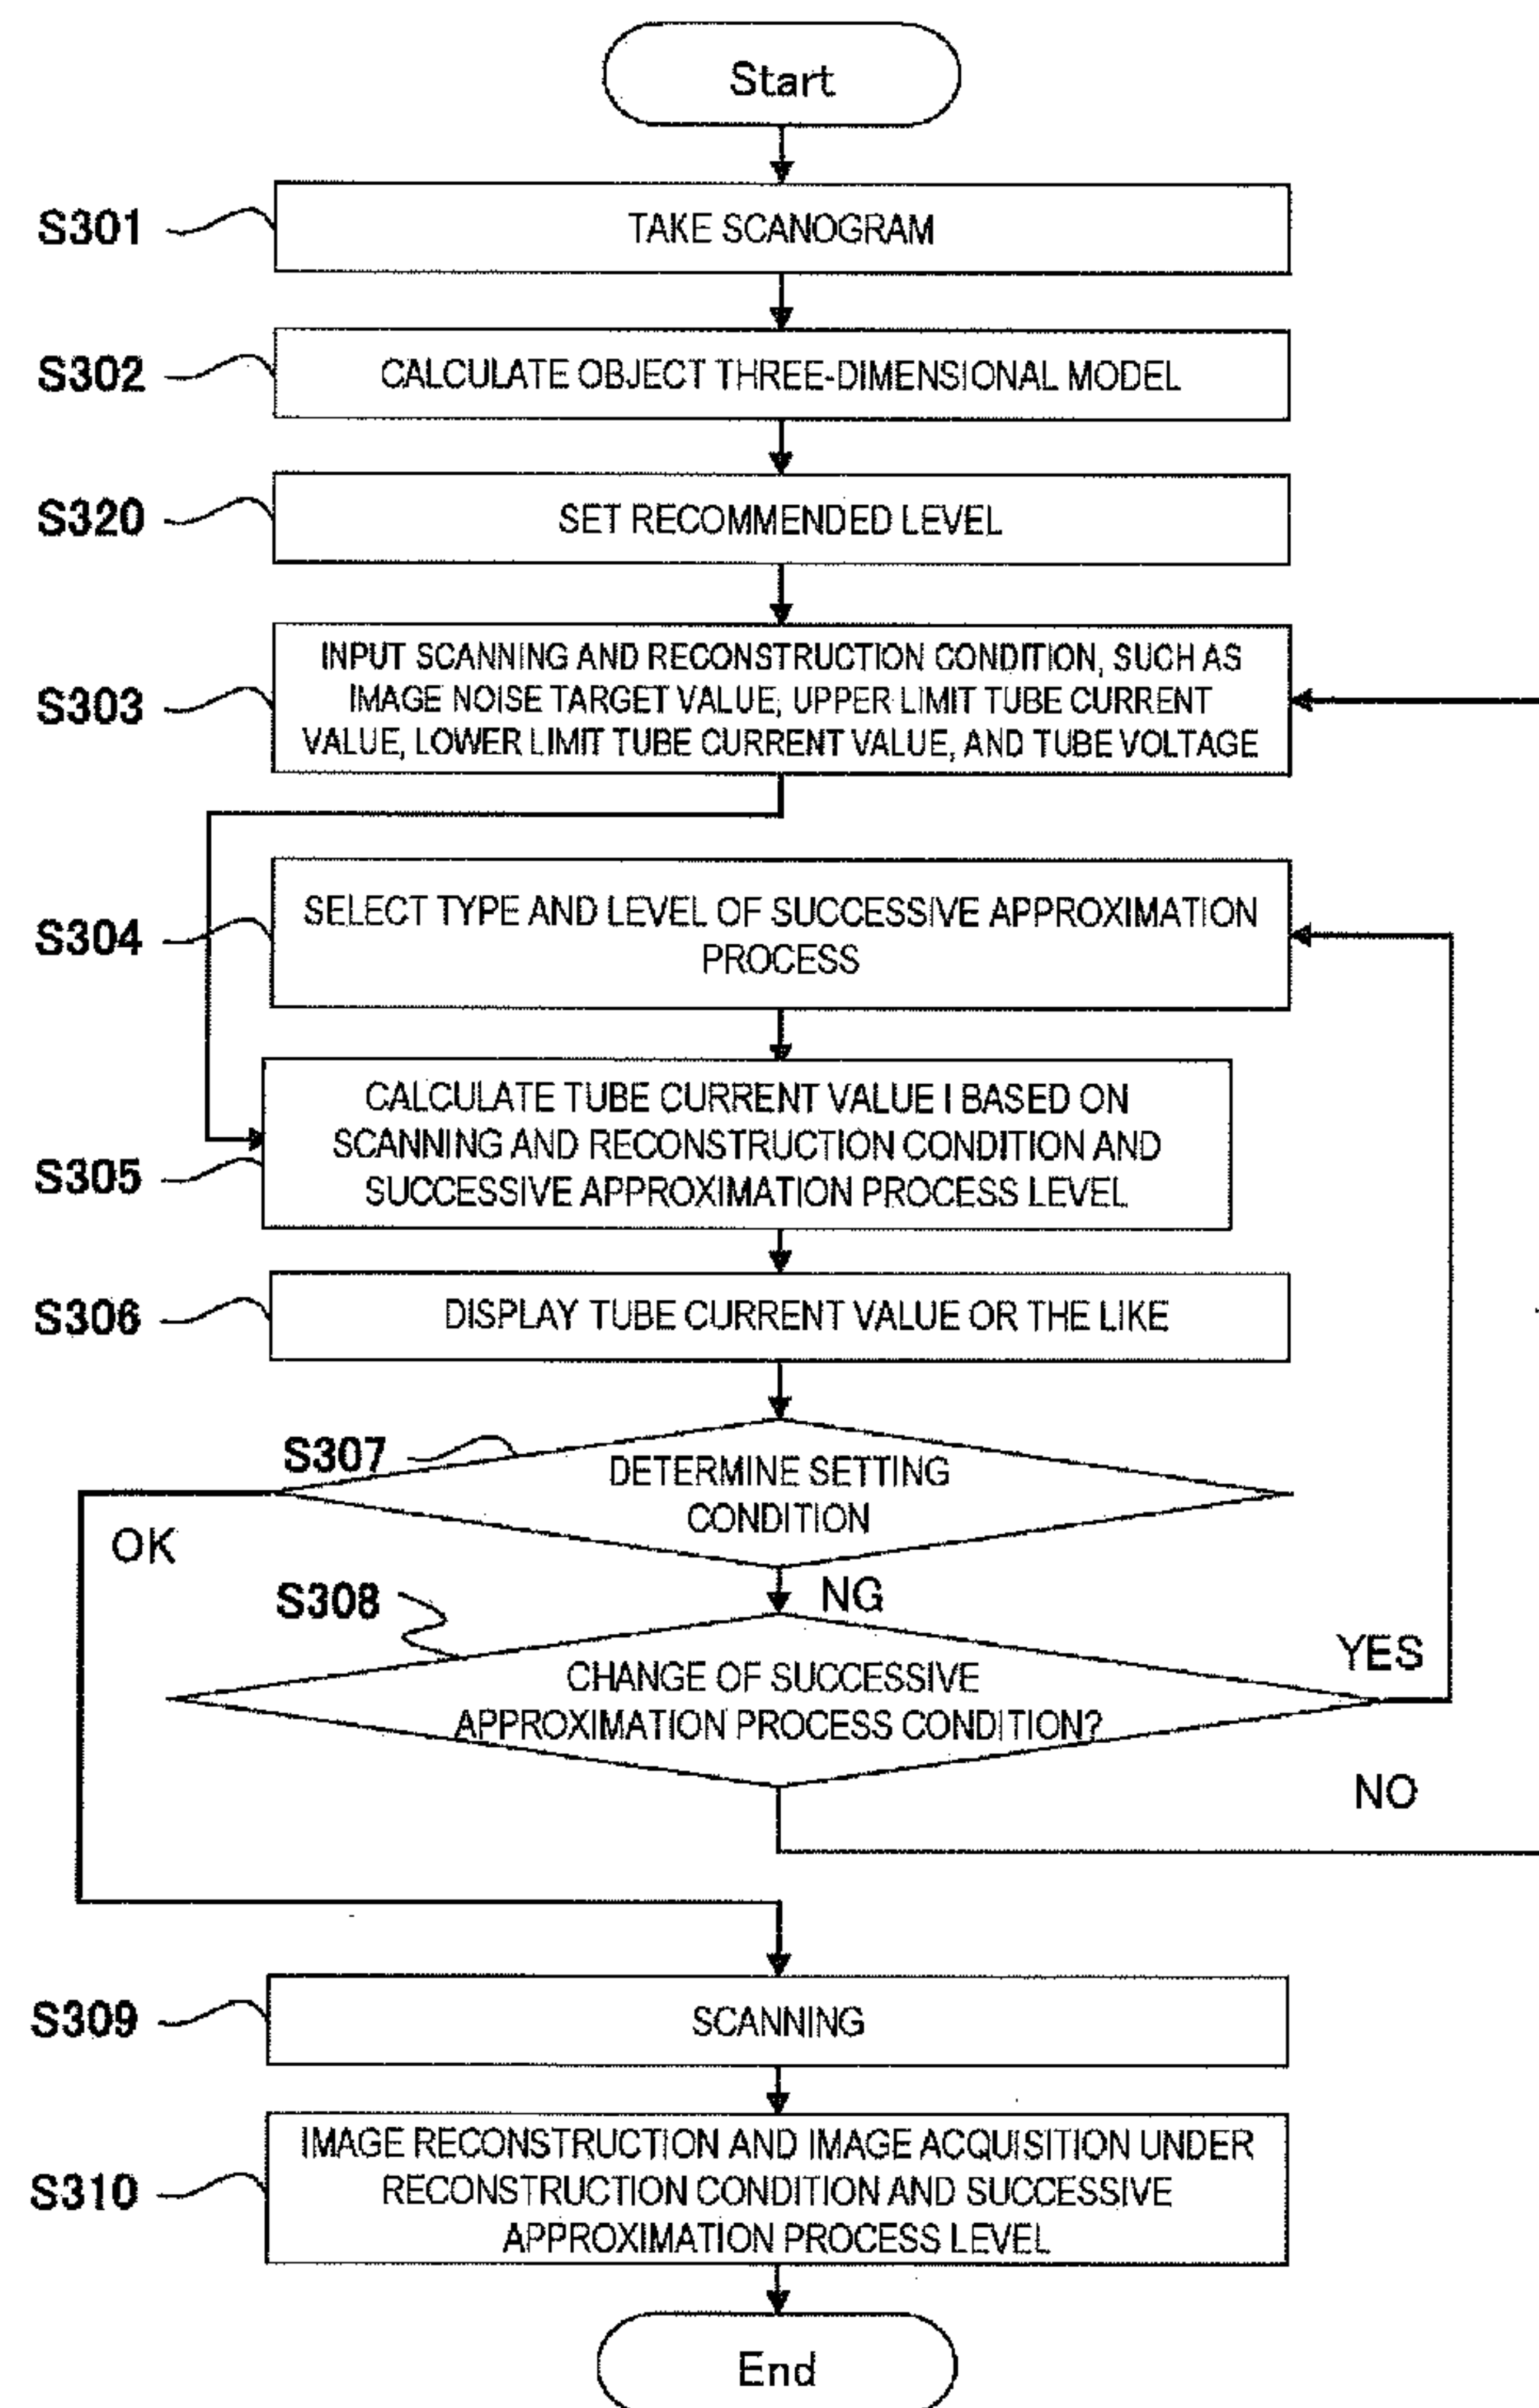 Start
S301
TAKE SCANOGRAM
S302
CALCULATE OBJECT THREE-DIMENSIONAL MODEL
S320
SET RECOMMENDED LEVEL
S303
INPUT SCANNING AND RECONSTRUCTION CONDITION, SUCH AS
IMAGE NOISE TARGET VALUE, UPPER LIMIT TUBE CURRENT
VALUE, LOWER LIMIT TUBE CURRENT VALUE, AND TUBE VOLTAGE
S304
SELECT TYPE AND LEVEL OF SUCCESSIVE APPROXIMATION
PROCESS
S305
CALCULATE TUBE CURRENT VALUE I BASED ON
SCANNING AND RECONSTRUCTION CONDITION AND
SUCCESSIVE APPROXIMATION PROCESS LEVEL
S306
DISPLAY TUBE CURRENT VALUE OR THE LIKE
S307
DETERMINE SETTING
CONDITION
OK
NG
S308
CHANGE OF SUCCESSIVE
APPROXIMATION PROCESS CONDITION?
YES
NO
S309
SCANNING
S310
IMAGE RECONSTRUCTION AND IMAGE ACQUISITION UNDER
RECONSTRUCTION CONDITION AND SUCCESSIVE
APPROXIMATION PROCESS LEVEL
End